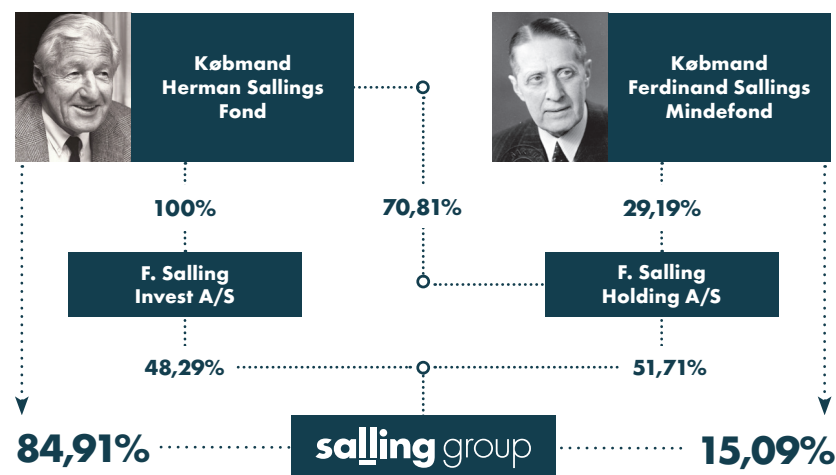 Købmand
Herman Sallings
Fond
Købmand
Ferdinand Sallings
Mindefond
100%
70,81%
29,19%
F. Salling
Invest A/S
F. Salling
Holding A/S
48,29%
51,71%
84,91%
salling group
15,09%